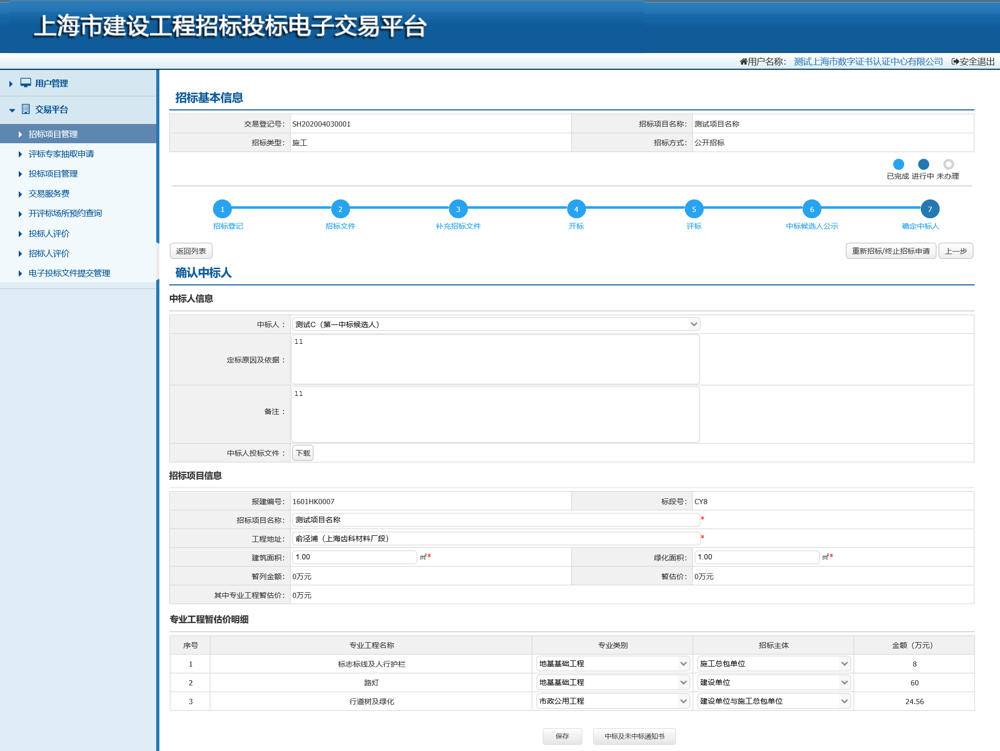 上海市建设工程招标投标电子交易平台
用户名称： 测试上海市数字证书认证中心有限公司 安全退出
用户管理
交易平台
招标项目管理
评标专家抽取申请
投标项目管理
交易服务费
开评标场所预约查询
投标人评价
招标人评价
电子投标文件提交管理
招标基本信息
交易登记号： SH202004030001 招标项目名称： 测试项目名称
招标类型： 施工 招标方式： 公开招标
已完成 进行中 未办理
1 2 3 4 5 6 7
招标登记 招标文件 补充招标文件 开标 评标 中标候选人公示 确定中标人
返回列表 重新招标/终止招标申请 上一步
确认中标人
中标人信息
中标人： 测试C（第一中标候选人）
定标原因及依据： 11
备注： 11
中标人投标文件： 下载
招标项目信息
报建编号： 1601HK0007 标段号： CY8
招标项目名称： 测试项目名称 *
工程地址： 俞泾浦（上海齿科材料厂段） *
建筑面积： 1.00 ㎡* 绿化面积： 1.00 ㎡*
暂列金额： 0万元 暂估价： 0万元
其中专业工程暂估价： 0万元
专业工程暂估价明细
序号 专业工程名称 专业类别 招标主体 金额（万元）
1 标志标线及人行护栏 地基基础工程 施工总包单位 8
2 路灯 地基基础工程 建设单位 60
3 行道树及绿化 市政公用工程 建设单位与施工总包单位 24.56
保存 中标及未中标通知书